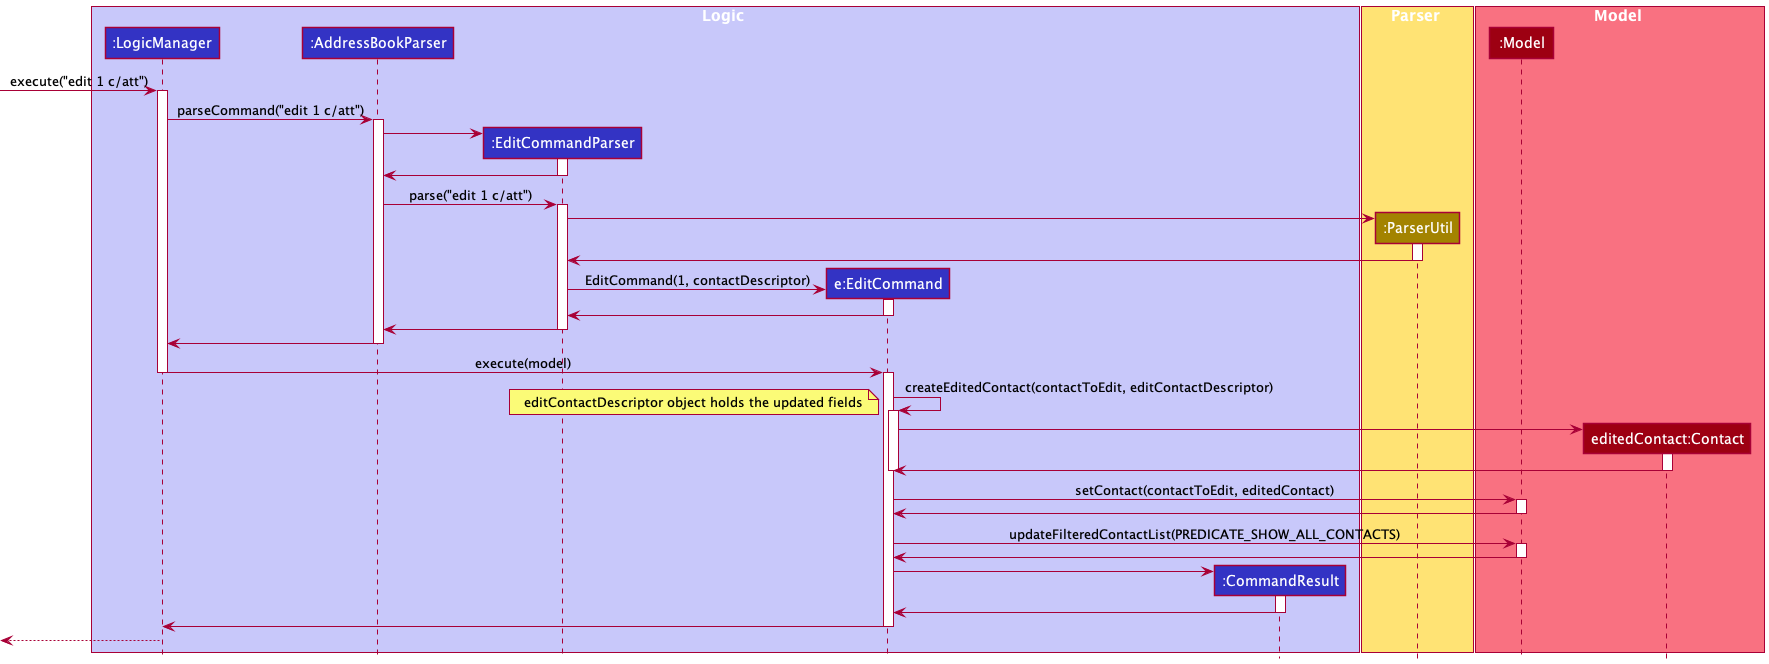 Logic
Parser
Model
:LogicManager
:AddressBookParser
:Model
execute("edit 1 c/att")
parseCommand("edit 1 c/att")
:EditCommandParser
parse("edit 1 c/att")
:ParserUtil
EditCommand(1, contactDescriptor)
e:EditCommand
execute(model)
createEditedContact(contactToEdit, editContactDescriptor)
editContactDescriptor object holds the updated fields
editedContact:Contact
setContact(contactToEdit, editedContact)
updateFilteredContactList(PREDICATE_SHOW_ALL_CONTACTS)
:CommandResult